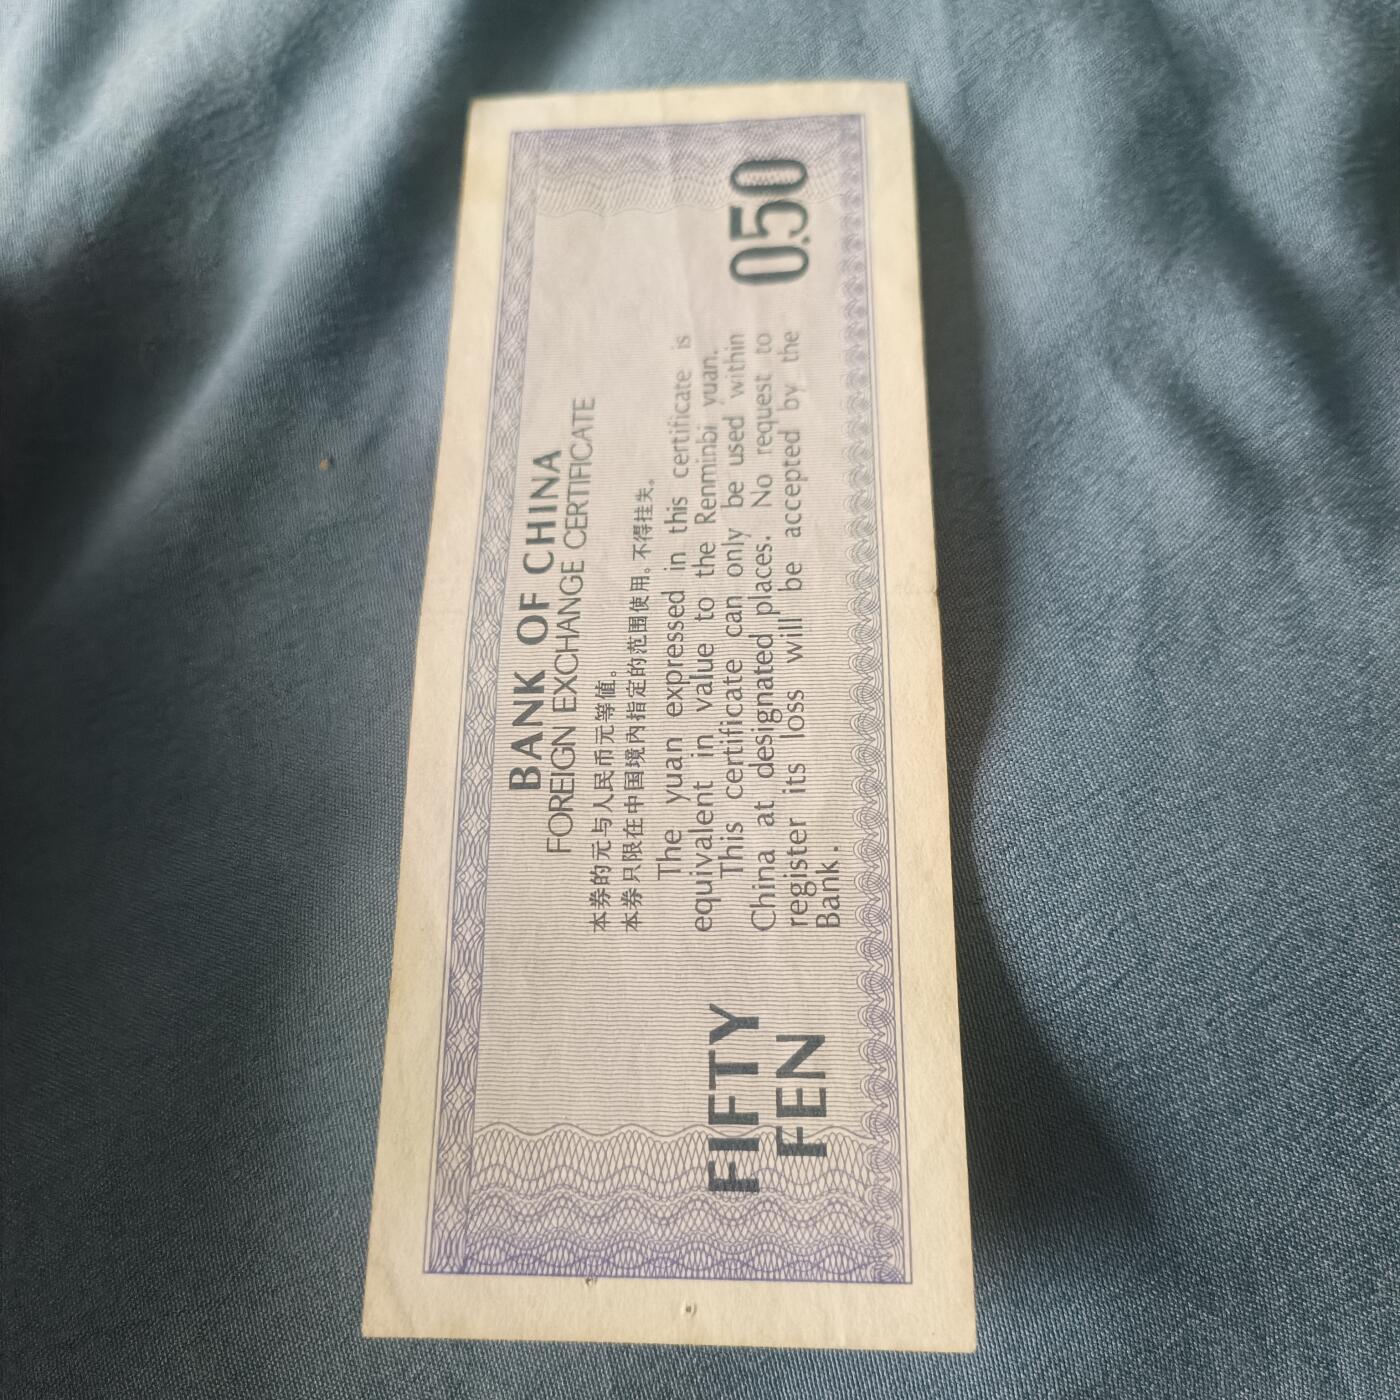 BANK OF CHINA
FOREIGN EXCHANGE CERTIFICATE
本券的元与人民币元等值。
本券只限在中国境内指定的范围使用。不得挂失。
The yuan expressed in this certificate is
equivalent in value to the Renminbi yuan.
This certificate can only be used within
China at designated places. No request to
register its loss will be accepted by the
Bank.
FIFTY
FEN
0.50